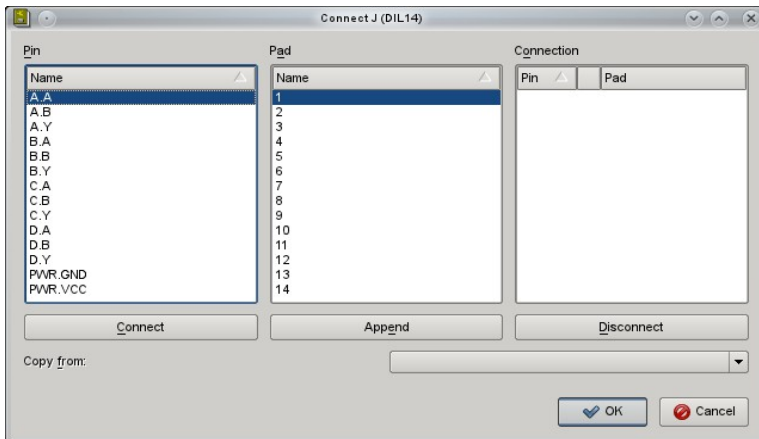 Connect J (DIL14)
Pin
Pad
Connection
Name
Name
Pin
Pad
A.A
A.B
A.Y
B.A
B.B
B.Y
C.A
C.B
C.Y
D.A
D.B
D.Y
PWR.GND
PWR.VCC
1
2
3
4
5
6
7
8
9
10
11
12
13
14
Connect
Append
Disconnect
Copy from:
OK
Cancel